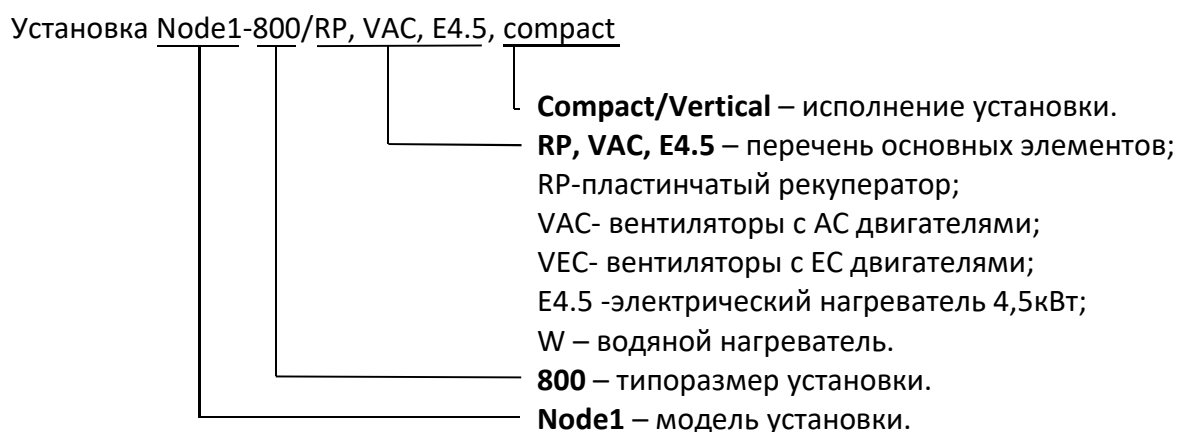 Установка Node1-800/RP, VAC, E4.5, compact
Compact/Vertical – исполнение установки.
RP, VAC, E4.5 – перечень основных элементов;
RP-пластинчатый рекуператор;
VAC- вентиляторы с АС двигателями;
VEC- вентиляторы с ЕС двигателями;
E4.5 -электрический нагреватель 4,5кВт;
W – водяной нагреватель.
800 – типоразмер установки.
Node1 – модель установки.